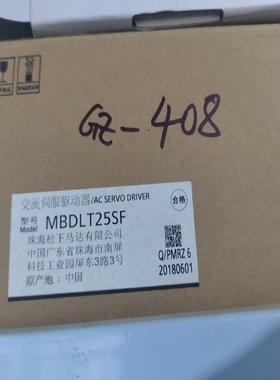 GZ-408
交流伺服驱动器/AC SERVO DRIVER
型号 Model MBDLT25SF
合格
珠海松下马达有限公司
中国广东省珠海市南屏
科技工业园屏东3路3号
原产地：中国
Q/PMRZ 6
20180601